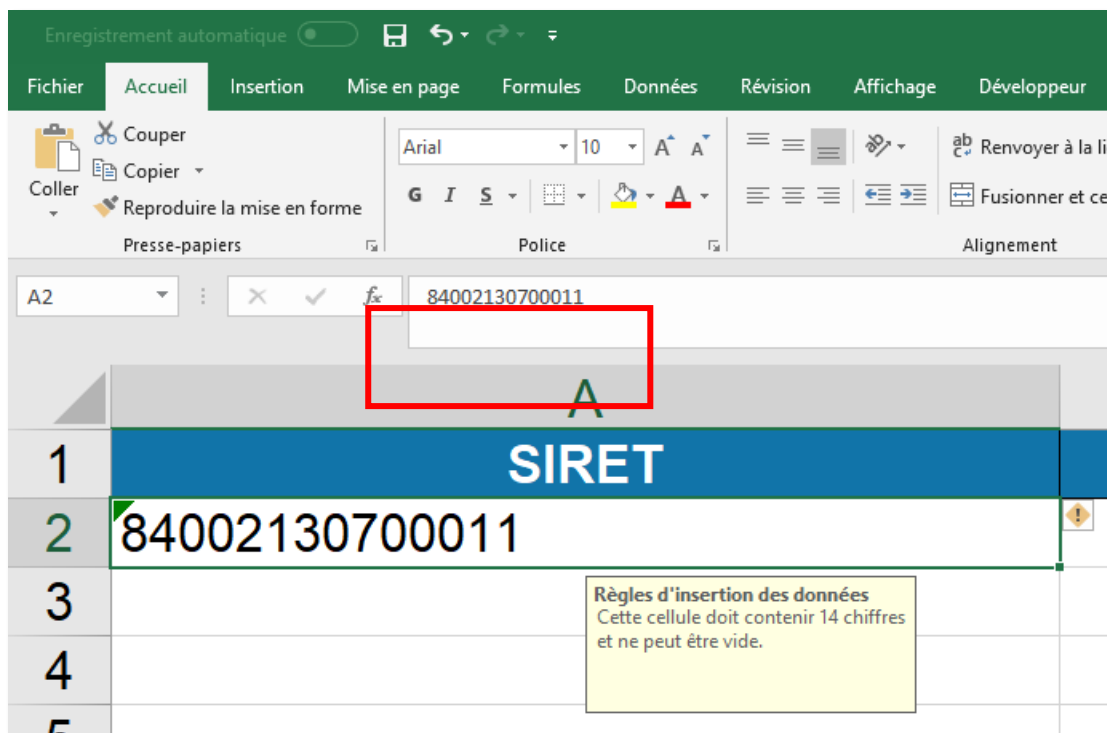 Enregistrement automatique
Fichier Accueil Insertion Mise en page Formules Données Révision Affichage Développeur
Coller
Couper
Copier
Reproduire la mise en forme
Presse-papiers
Arial 10 A A
G I S A
Police
ab Renvoyer à la li
Fusionner et ce
Alignement
A2 fx 84002130700011
A
1 SIRET
2 84002130700011
3
4
Règles d'insertion des données
Cette cellule doit contenir 14 chiffres
et ne peut être vide.